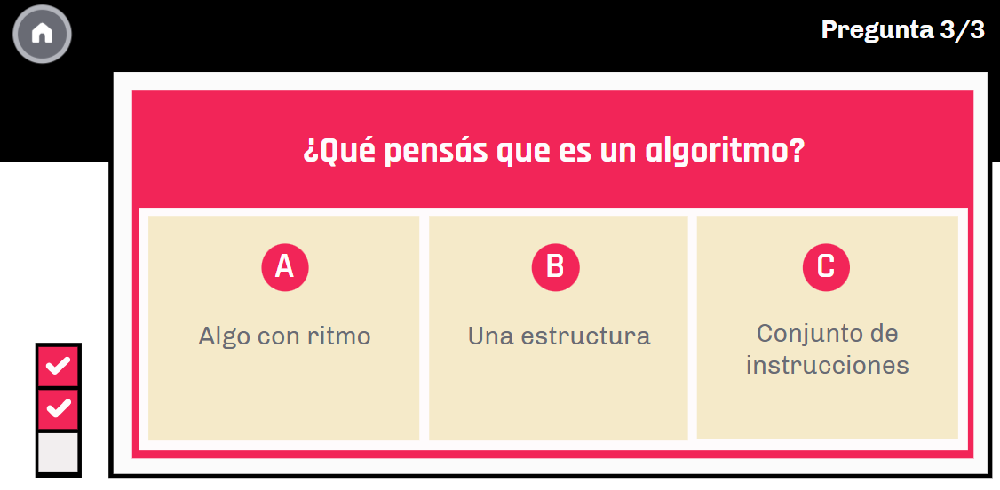 Pregunta 3/3
¿Qué pensás que es un algoritmo?
A
Algo con ritmo
B
Una estructura
C
Conjunto de
instrucciones